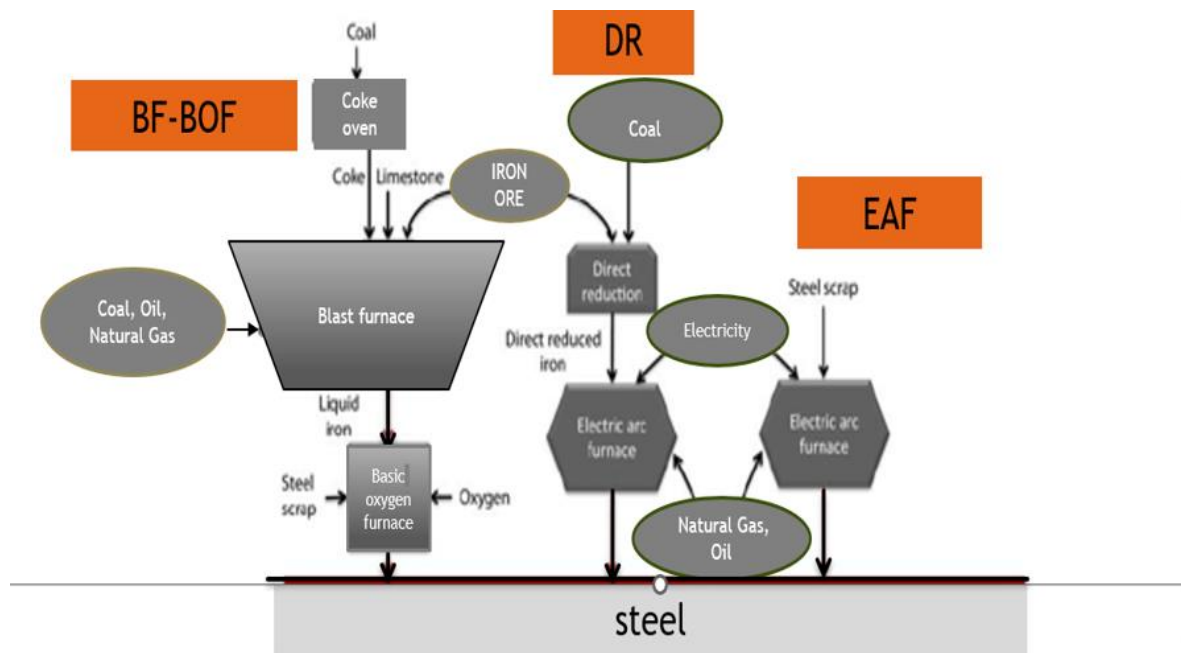 Coal
DR
BF-BOF
Coke
oven
Coal
Coke
Limestone
IRON
ORE
EAF
Coal, Oil,
Natural Gas
Blast furnace
Direct
reduction
Steel scrap
Electricity
Direct reduced
iron
Liquid
iron
Electric arc
furnace
Electric arc
furnace
Steel
scrap
Basic
oxygen
furnace
Oxygen
Natural Gas,
Oil
steel